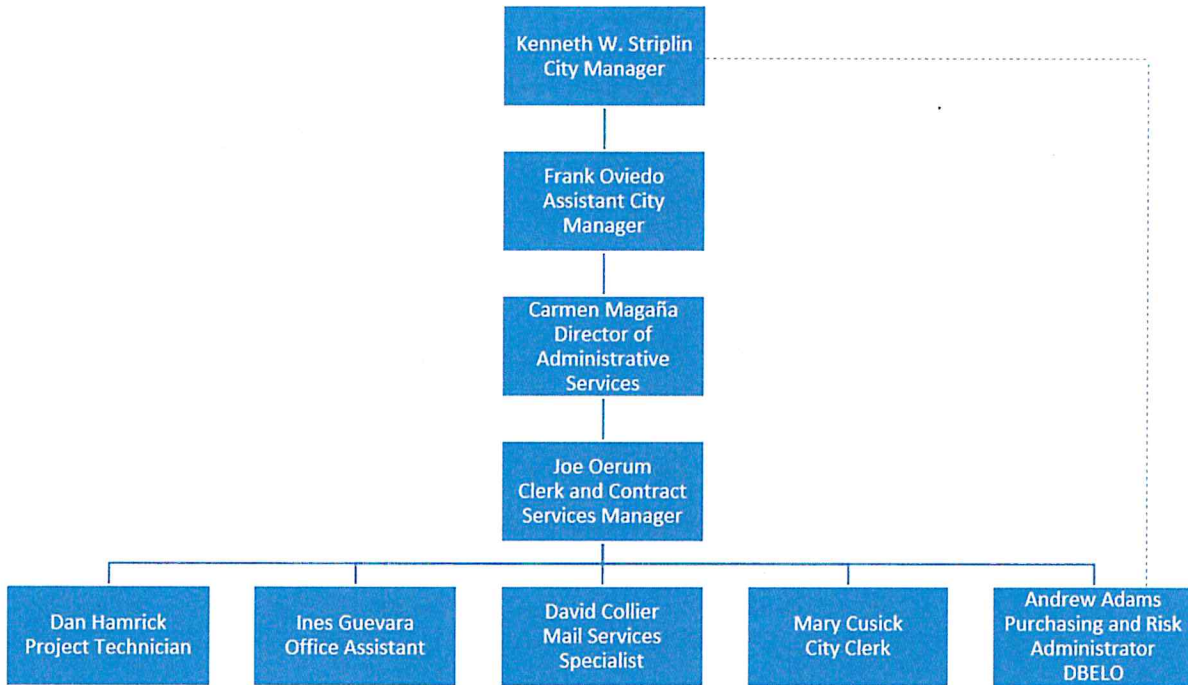 Kenneth W. Striplin
City Manager
Frank Oviedo
Assistant City
Manager
Carmen Magaña
Director of
Administrative
Services
Joe Oerum
Clerk and Contract
Services Manager
Dan Hamrick
Project Technician
Ines Guevara
Office Assistant
David Collier
Mail Services
Specialist
Mary Cusick
City Clerk
Andrew Adams
Purchasing and Risk
Administrator
DBELO